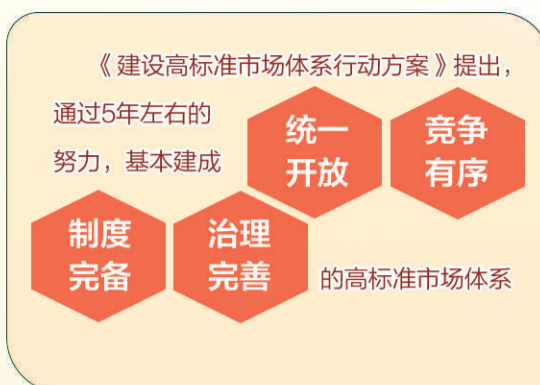 《建设高标准市场体系行动方案》提出，
通过5年左右的
努力，基本建成
统一
开放
竞争
有序
制度
完备
治理
完善
的高标准市场体系